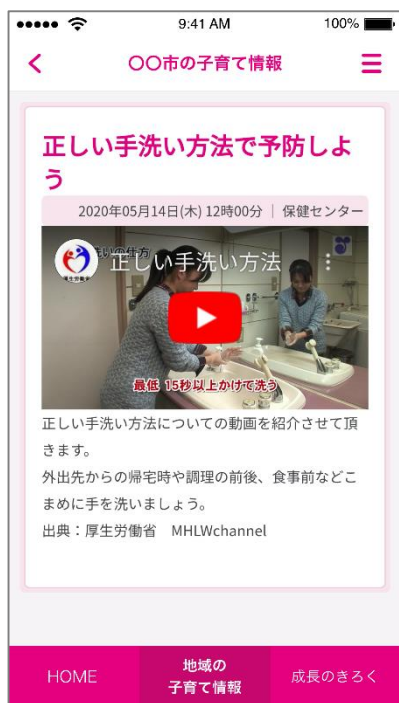 9:41 AM
100%
〇〇市の子育て情報
正しい手洗い方法で予防しよ
う
2020年05月14日(木) 12時00分 | 保健センター
正しい手洗い方法
厚生労働省
最低 15秒以上かけて洗う
正しい手洗い方法についての動画を紹介させて頂
きます。
外出先からの帰宅時や調理の前後、食事前などこ
まめに手を洗いましょう。
出典：厚生労働省　MHLWchannel
HOME
地域の
子育て情報
成長のきろく